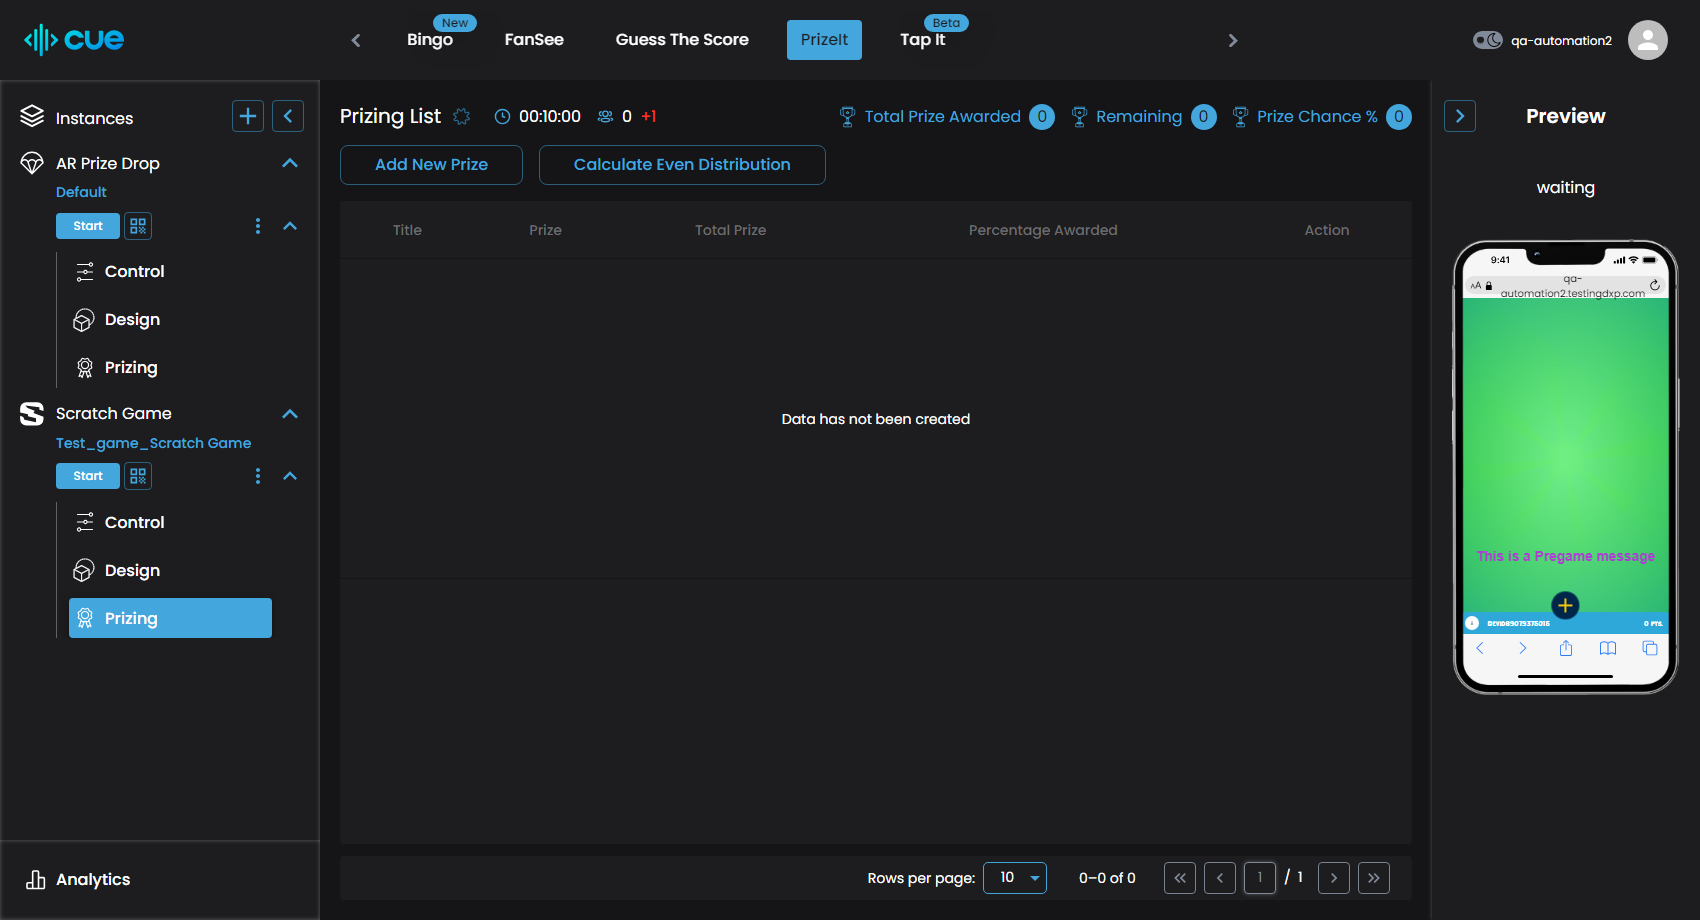 cue
New
Bingo
FanSee
Guess The Score
PrizeIt
Beta
Tap It
qa-automation2
Instances
AR Prize Drop
Default
Start
Control
Design
Prizing
Scratch Game
Test_game_Scratch Game
Start
Control
Design
Prizing
Analytics
Prizing List
00:10:00
0 +1
Total Prize Awarded 0
Remaining 0
Prize Chance % 0
Add New Prize
Calculate Even Distribution
Title
Prize
Total Prize
Percentage Awarded
Action
Data has not been created
Rows per page:
10
0–0 of 0
1
/ 1
Preview
waiting
9:41
AA
qa-
automation2.testingdxp.com
This is a Pregame message
0 PTS.